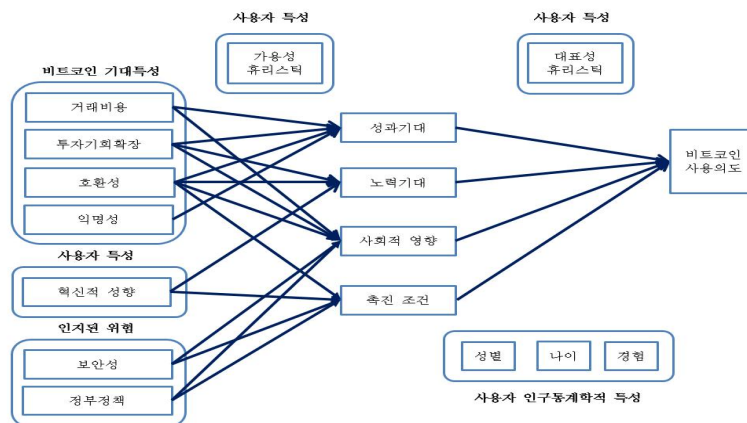 사용자 특성
사용자 특성
가용성
휴리스틱
대표성
휴리스틱
비트코인 기대특성
거래비용
투자기회확장
호환성
익명성
성과기대
노력기대
사회적 영향
촉진 조건
비트코인
사용의도
사용자 특성
혁신적 성향
인지된 위험
보안성
정부정책
성별
나이
경험
사용자 인구통계학적 특성